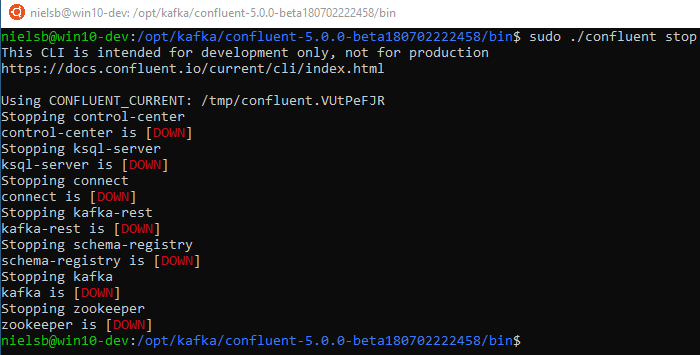 nielsb@win10-dev: /opt/kafka/confluent-5.0.0-beta180702222458/bin
nielsb@win10-dev:/opt/kafka/confluent-5.0.0-beta180702222458/bin$ sudo ./confluent stop
This CLI is intended for development only, not for production
https://docs.confluent.io/current/cli/index.html

Using CONFLUENT_CURRENT: /tmp/confluent.VUtPeFJR
Stopping control-center
control-center is [DOWN]
Stopping ksql-server
ksql-server is [DOWN]
Stopping connect
connect is [DOWN]
Stopping kafka-rest
kafka-rest is [DOWN]
Stopping schema-registry
schema-registry is [DOWN]
Stopping kafka
kafka is [DOWN]
Stopping zookeeper
zookeeper is [DOWN]
nielsb@win10-dev:/opt/kafka/confluent-5.0.0-beta180702222458/bin$